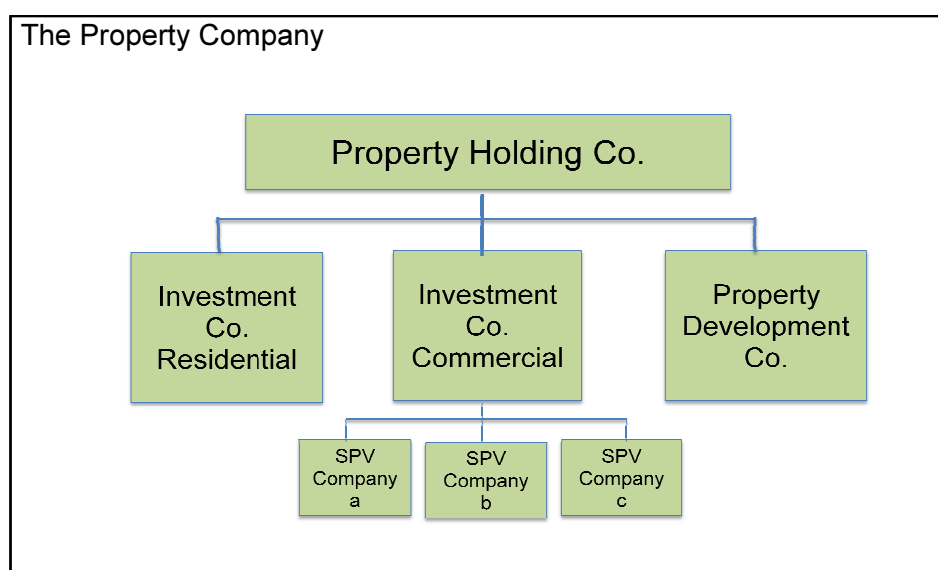 The Property Company
Property Holding Co.
Investment
Co.
Residential
Investment
Co.
Commercial
Property
Development
Co.
SPV
Company
a
SPV
Company
b
SPV
Company
c